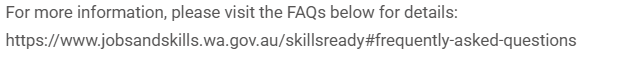 For more information, please visit the FAQs below for details:
https://www.jobsandskills.wa.gov.au/skillsready#frequently-asked-questions